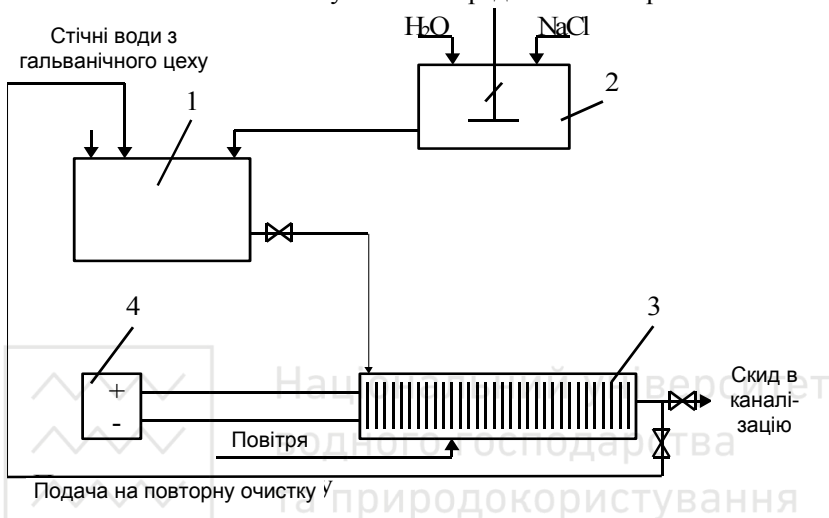 Стічні води з
гальванічного цеху
H₂O
NaCl
1
2
4
3
+
-
Повітря
Скид в
каналі-
зацію
Подача на повторну очистку
Національний університет
водного господарства
та природокористування